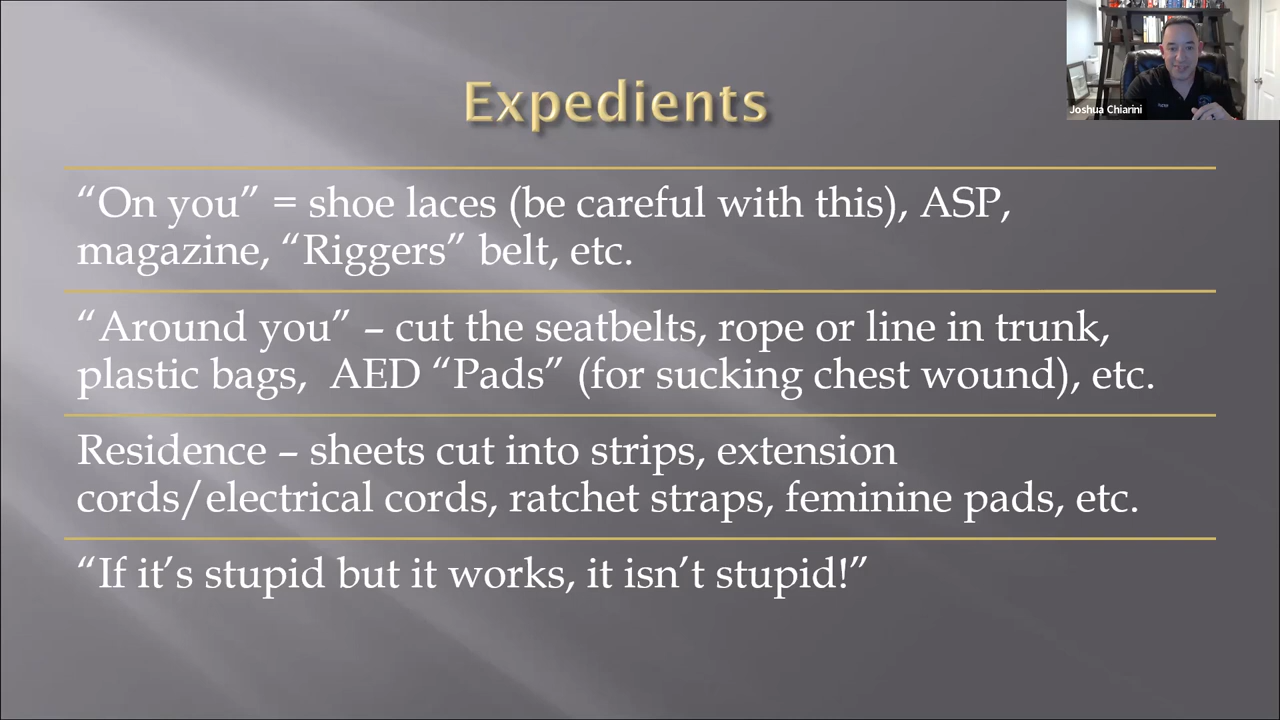 Expedients
Joshua Chiarini
“On you” = shoe laces (be careful with this), ASP,
magazine, “Riggers” belt, etc.
“Around you” – cut the seatbelts, rope or line in trunk,
plastic bags,  AED “Pads” (for sucking chest wound), etc.
Residence – sheets cut into strips, extension
cords/electrical cords, ratchet straps, feminine pads, etc.
“If it’s stupid but it works, it isn’t stupid!”